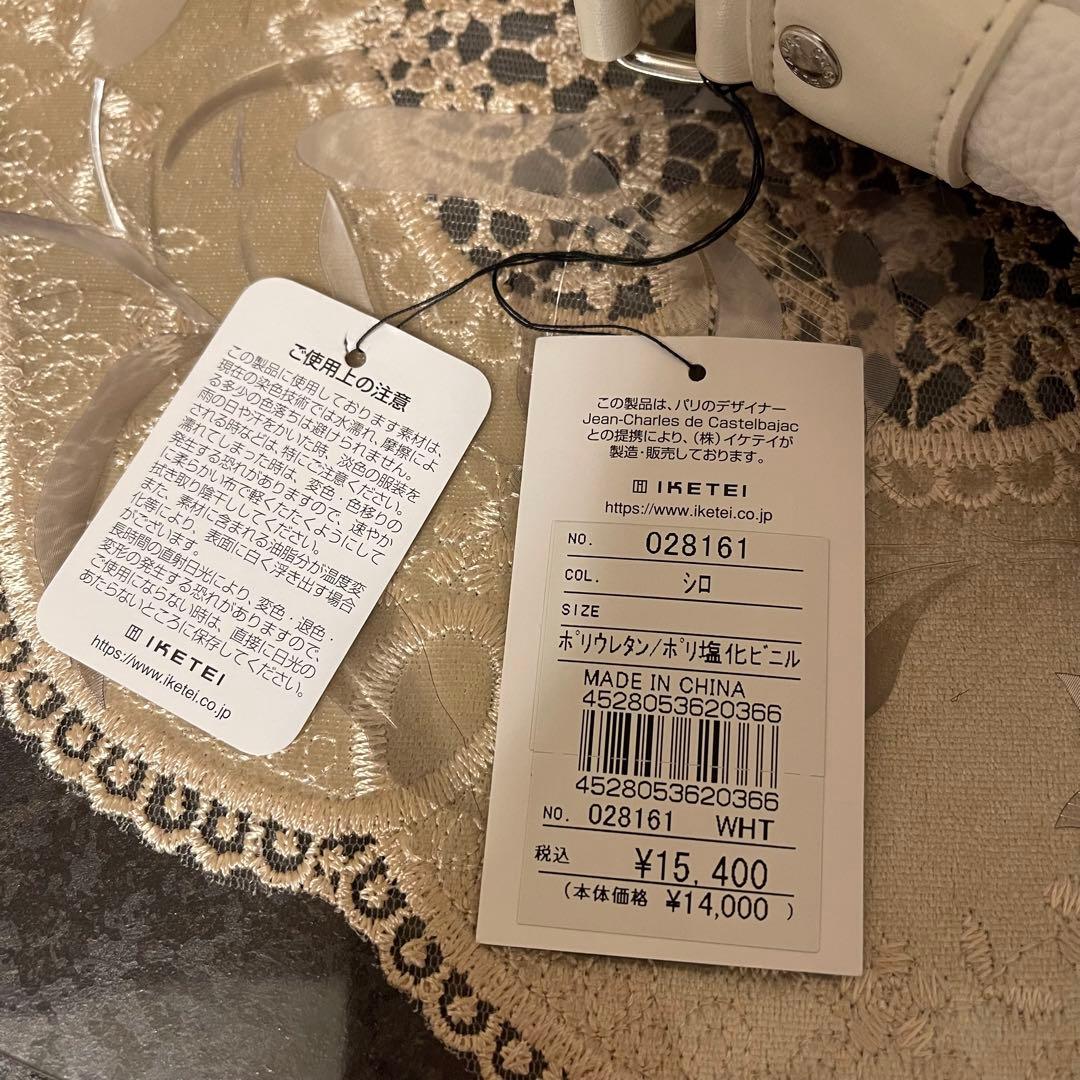 ご使用上の注意
この製品に使用しております素材は、
現在の染色技術では水濡れ、摩擦によ
る多少の色落ちは避けられません。
雨の日や汗をかいた時、淡色の服装を
される時などは、特にご注意ください。
濡れてしまった時は、変色・色移りの
発生する恐れがありますので、速やか
に柔らかい布で軽くたたくようにして
拭き取り陰干ししてください。
また、素材に含まれる油脂分が温度変
化等により、表面に白く浮き出す場合
がございます。
長時間の直射日光により、変色・退色・
変形の発生する恐れがありますので、
ご使用にならない時は、直接に日光の
あたらないところに保存してください。
IKETEI
https://www.iketei.co.jp
この製品は、パリのデザイナー
Jean-Charles de Castelbajac
との提携により、(株)イケテイが
製造・販売しております。
IKETEI
https://www.iketei.co.jp
NO. 028161
COL. シロ
SIZE
ポリウレタン/ポリ塩化ビニル
MADE IN CHINA
4528053620366
4528053620366
NO. 028161 WHT
税込 ¥15,400
(本体価格 ¥14,000 )